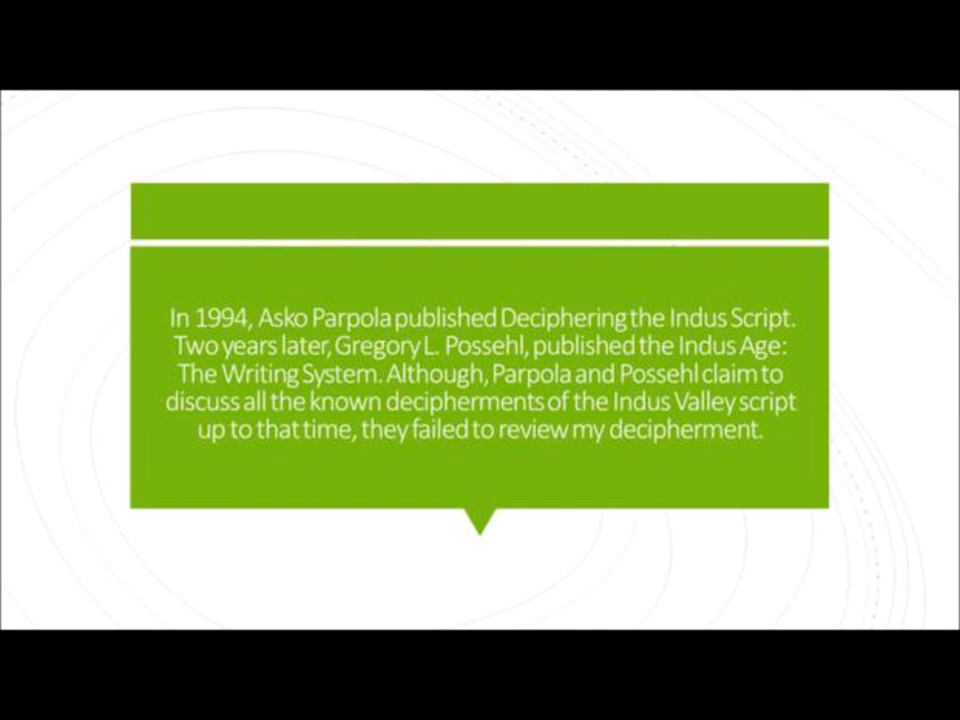 In 1994, Asko Parpola published Deciphering the Indus Script.
Two years later, Gregory L. Possehl, published the Indus Age:
The Writing System. Although, Parpola and Possehl claim to
discuss all the known decipherments of the Indus Valley script
up to that time, they failed to review my decipherment.